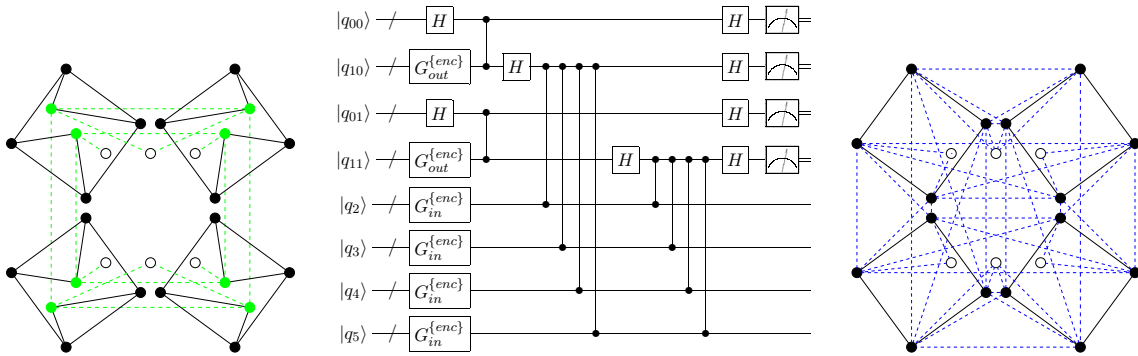 |q₀₀⟩ H H
|q₁₀⟩ G_{out}^{{enc}} H H
|q₀₁⟩ H H
|q₁₁⟩ G_{out}^{{enc}} H H
|q₂⟩ G_{in}^{{enc}}
|q₃⟩ G_{in}^{{enc}}
|q₄⟩ G_{in}^{{enc}}
|q₅⟩ G_{in}^{{enc}}